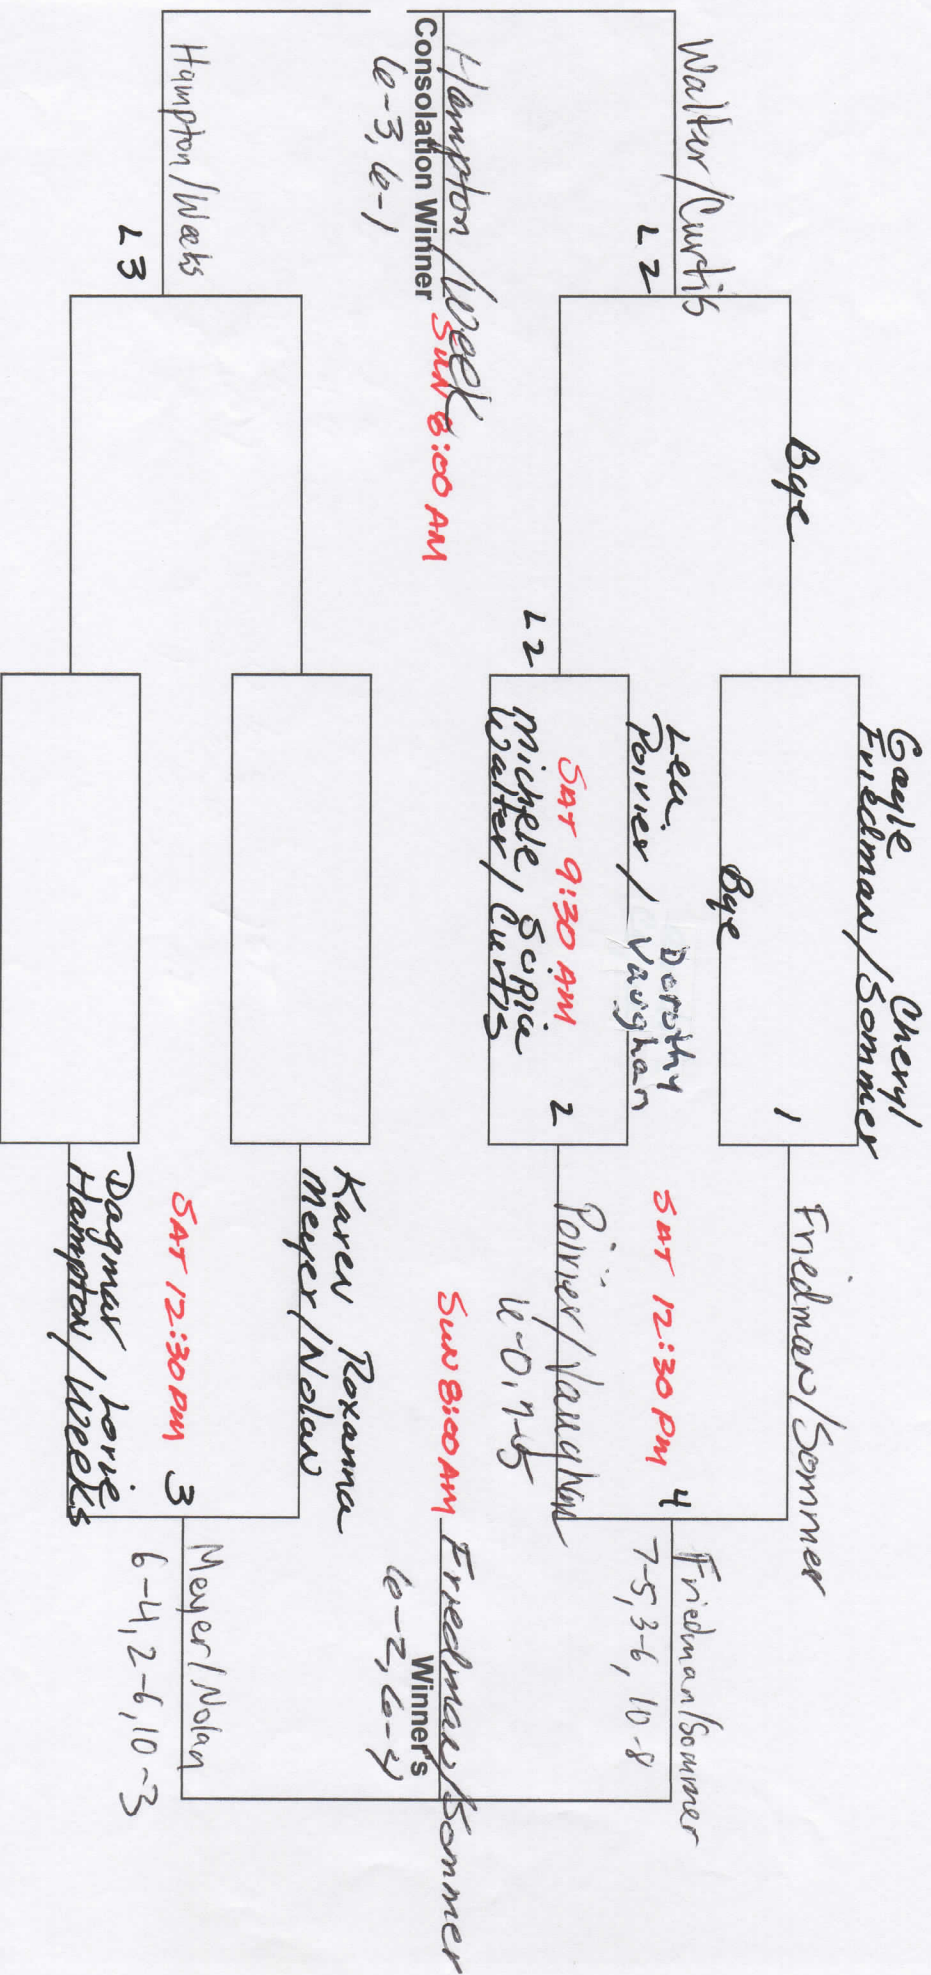 Gayle Cheryl
Friedman/Sommer
Bye
1
Bye
Friedman/Sommer
Walter/Curtis
L2
Lea Dorothy
Poirier/Vaughan
SAT 9:30 AM
2
Michele Sofia
Walter/Curtis
L2
SAT 12:30 PM
4
Poirier/Vaughn
6-0, 7-5
Friedman/Sommer
7-5, 3-6, 10-8
Hampton/Week
Consolation Winner
SUN 8:00 AM
6-3, 6-1
SUN 8:00 AM
Friedman/Sommer
Winner's
6-2, 6-4
Hampton/Weeks
L3
Karen Roxanna
Meyer/Nolan
SAT 12:30 PM
3
Dagmar Lorie
Hampton/Weeks
Meyer/Nolan
6-4, 2-6, 10-3